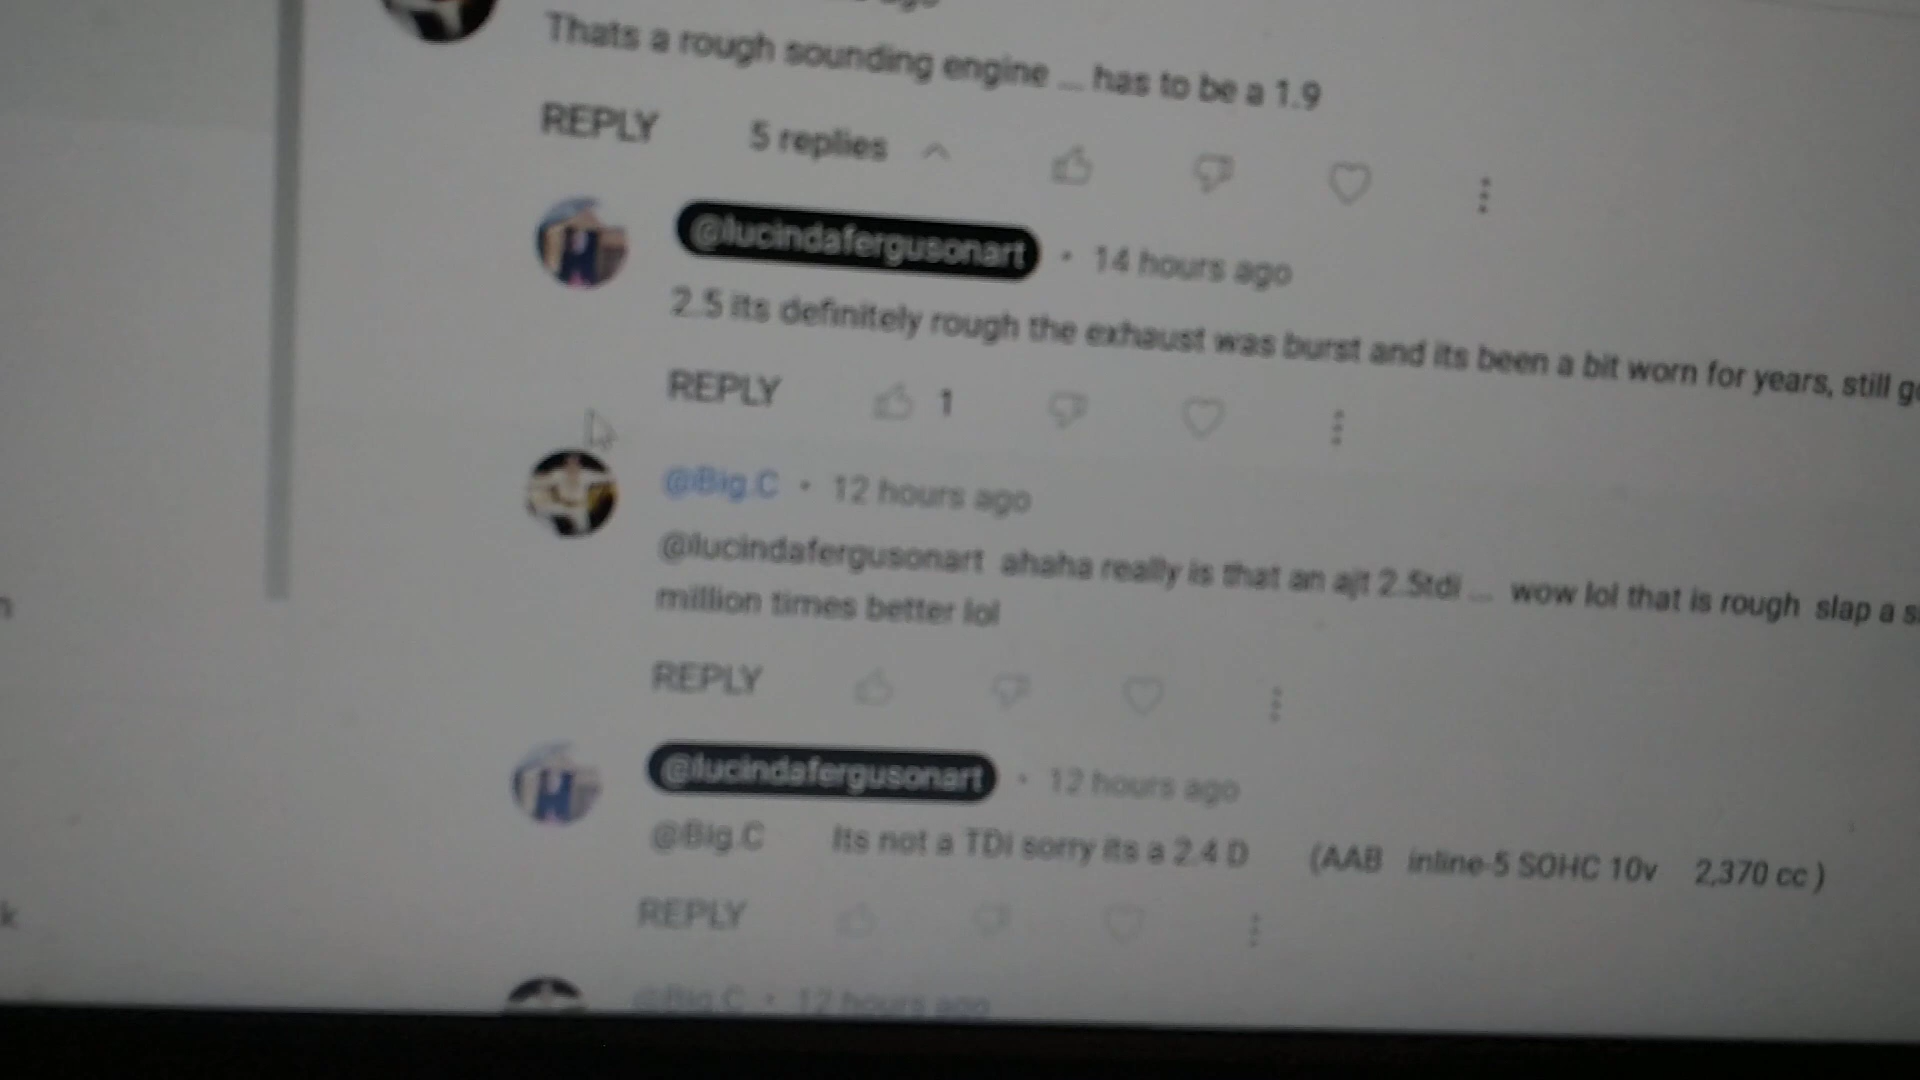 Thats a rough sounding engine ... has to be a 1.9
REPLY 5 replies
@lucindafergusonart · 14 hours ago
2.5 its definitely rough the exhaust was burst and its been a bit worn for years, still
REPLY 1
@Big.C · 12 hours ago
@lucindafergusonart ahaha really is that an ajt 2.5tdi ... wow lol that is rough slap a
million times better lol
REPLY
@lucindafergusonart · 12 hours ago
@Big.C Its not a TDI sorry its a 2.4 D (AAB inline-5 SOHC 10v 2,370 cc )
REPLY
@Big.C · 12 hours ago